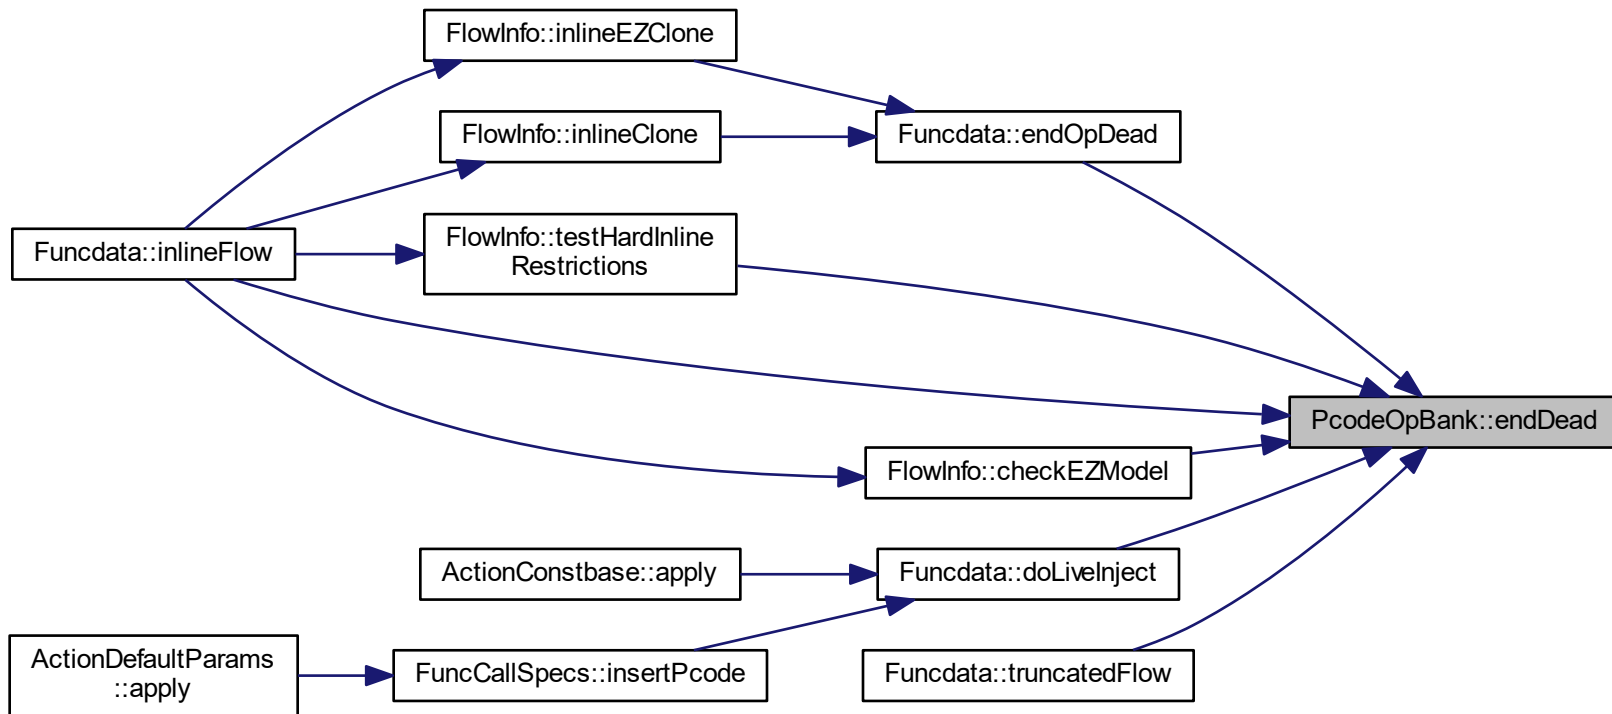 FlowInfo::inlineEZClone
FlowInfo::inlineClone
Funcdata::endOpDead
FlowInfo::testHardInline
Restrictions
Funcdata::inlineFlow
PcodeOpBank::endDead
FlowInfo::checkEZModel
ActionConstbase::apply
Funcdata::doLiveInject
ActionDefaultParams
::apply
FuncCallSpecs::insertPcode
Funcdata::truncatedFlow